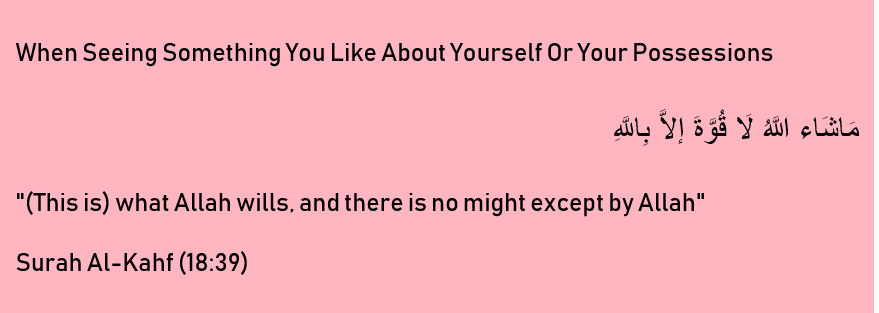 When Seeing Something You Like About Yourself Or Your Possessions
مَاشَاء اللَّهُ لَا قُوَّةَ إلاَّ بِاللَّهِ
"(This is) what Allah wills, and there is no might except by Allah"
Surah Al-Kahf (18:39)